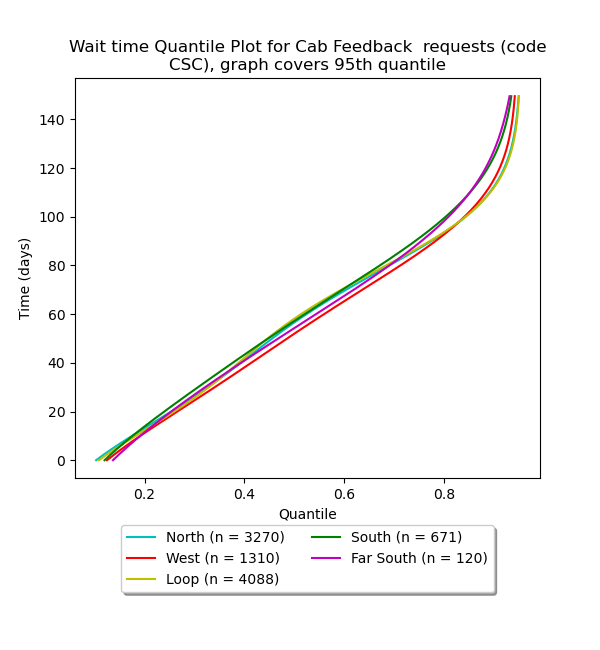 Wait time Quantile Plot for Cab Feedback  requests (code
CSC), graph covers 95th quantile
Time (days)
140
120
100
80
60
40
20
0
0.2 0.4 0.6 0.8
Quantile
North (n = 3270)
West (n = 1310)
Loop (n = 4088)
South (n = 671)
Far South (n = 120)